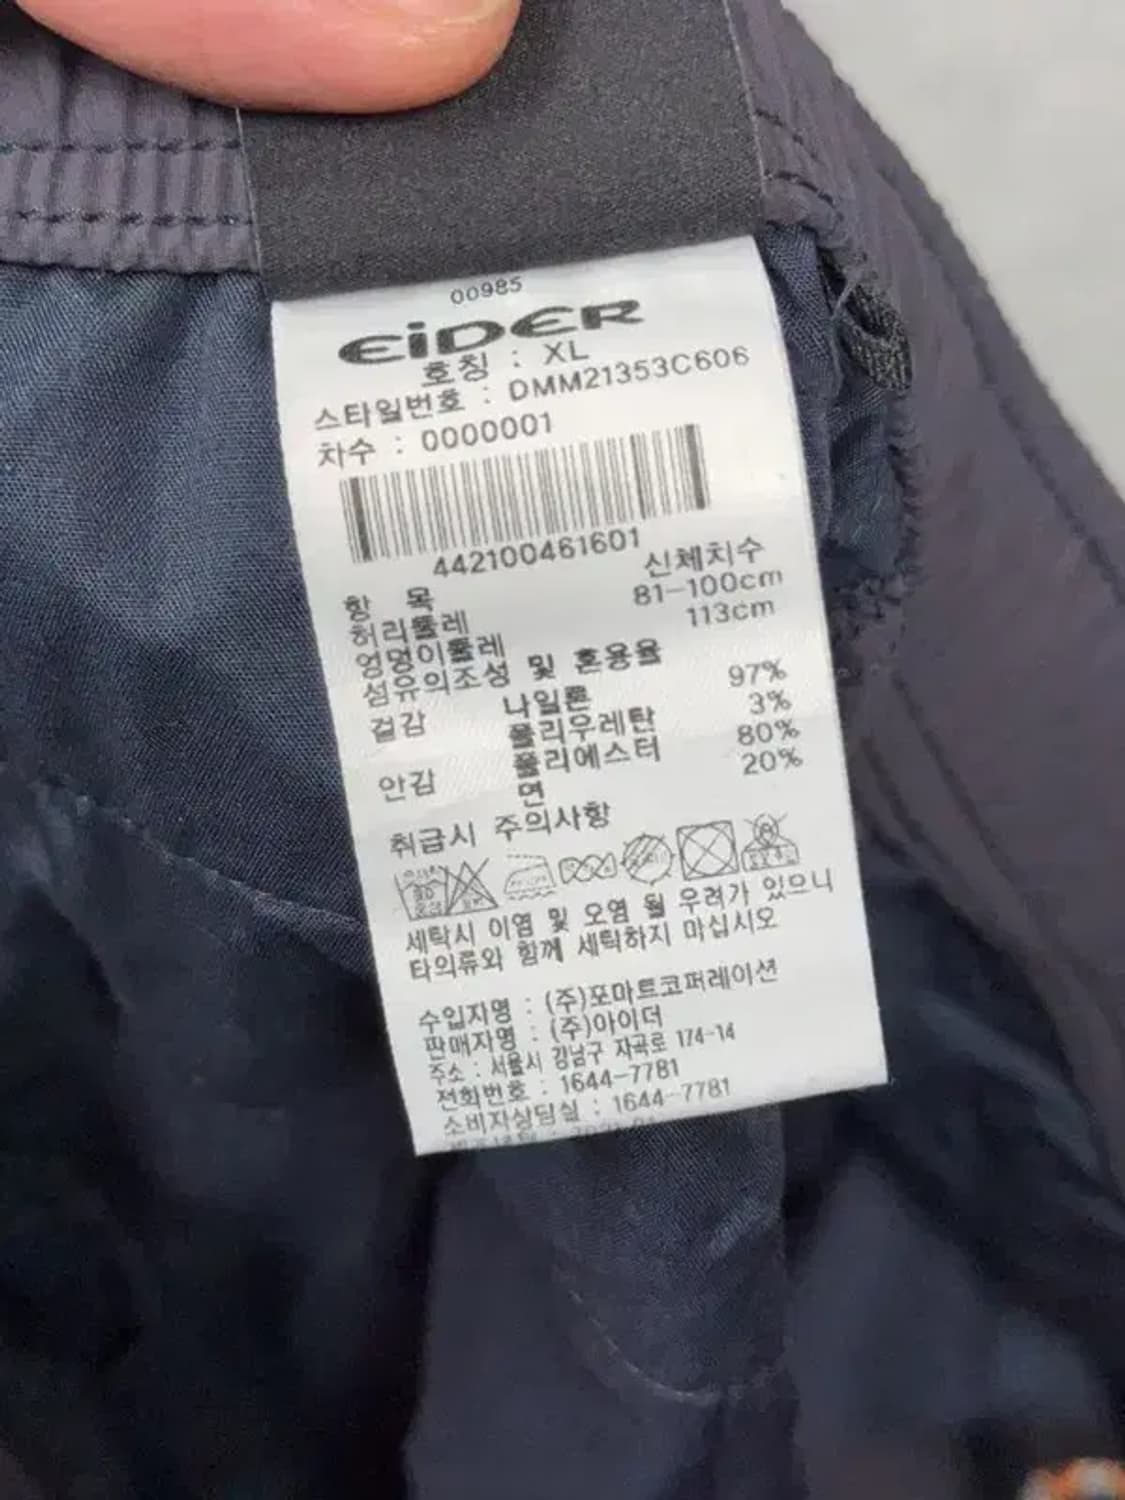 00985
EiDER
호칭 : XL
스타일번호 : DMM21353C606
차수 : 0000001
442100461601
항 목 신체치수
허리둘레 81-100cm
엉덩이둘레 113cm
섬유의조성 및 혼용율
겉감 나일론 97%
폴리우레탄 3%
안감 폴리에스터 80%
면 20%
취급시 주의사항
세탁시 이염 및 오염 될 우려가 있으니
타의류와 함께 세탁하지 마십시오
수입자명 : (주)포마트코퍼레이션
판매자명 : (주)아이더
주소 : 서울시 강남구 자곡로 174-14
전화번호 : 1644-7781
소비자상담실 : 1644-7781